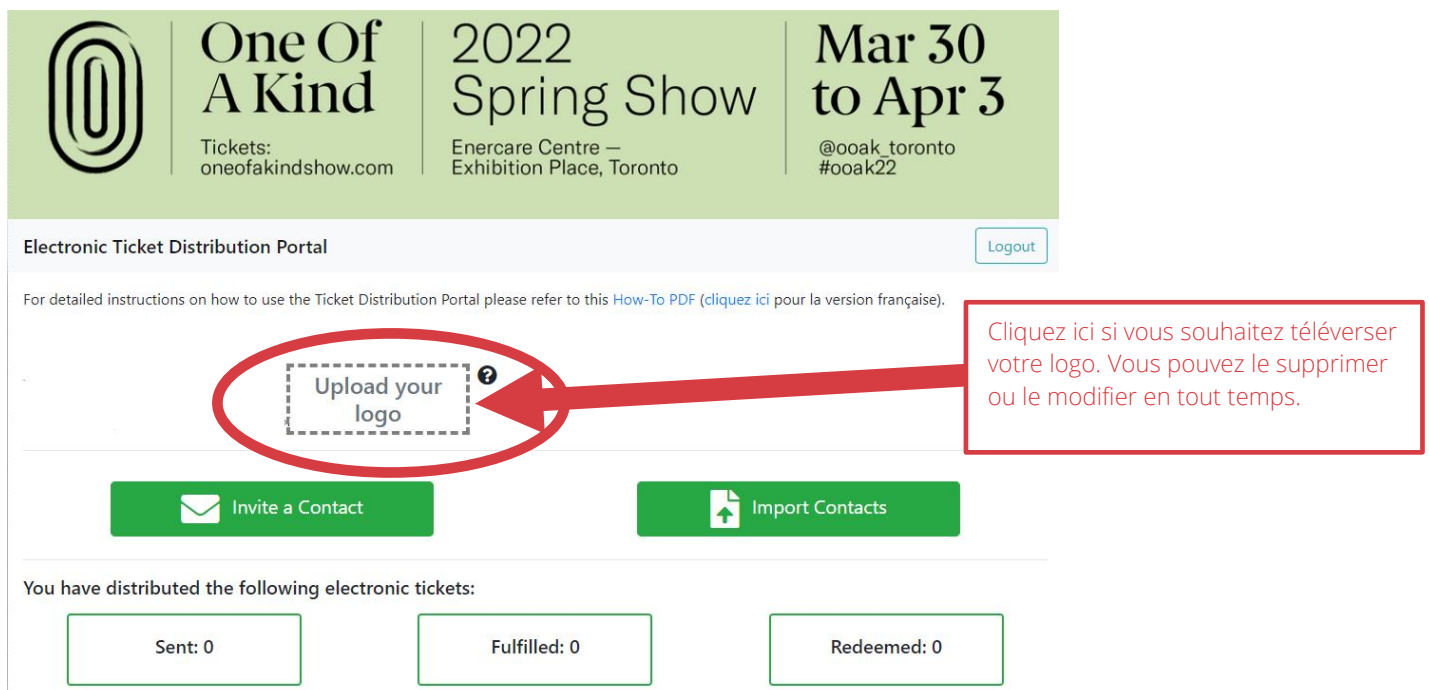 One Of
A Kind
Tickets:
oneofakindshow.com
2022
Spring Show
Enercare Centre –
Exhibition Place, Toronto
Mar 30
to Apr 3
@ooak_toronto
#ooak22
Electronic Ticket Distribution Portal
Logout
For detailed instructions on how to use the Ticket Distribution Portal please refer to this How-To PDF (cliquez ici pour la version française).
Upload your
logo
?
Cliquez ici si vous souhaitez téléverser
votre logo. Vous pouvez le supprimer
ou le modifier en tout temps.
Invite a Contact
Import Contacts
You have distributed the following electronic tickets:
Sent: 0
Fulfilled: 0
Redeemed: 0